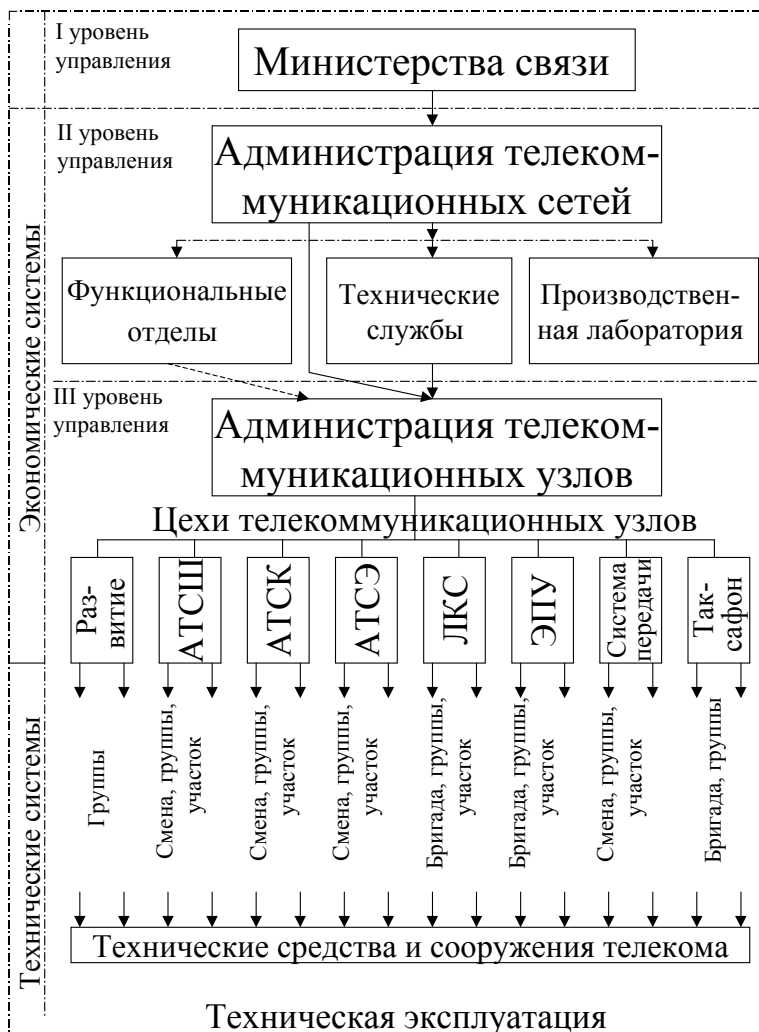 I уровень
управления
Министерства связи
II уровень
управления
Администрация телеком-
муникационных сетей
Функциональные
отделы
Технические
службы
Производствен-
ная лаборатория
III уровень
управления
Администрация телеком-
муникационных узлов
Цехи телекоммуникационных узлов
Раз-
витие
АТСШ
АТСК
АТСЭ
ЛКС
ЭПУ
Система
передачи
Так-
сафон
Экономические системы
Группы
Смена, группы,
участок
Смена, группы,
участок
Смена, группы,
участок
Бригада, группы,
участок
Бригада, группы,
участок
Смена, группы,
участок
Бригада, группы
Технические системы
Технические средства и сооружения телекома
Техническая эксплуатация